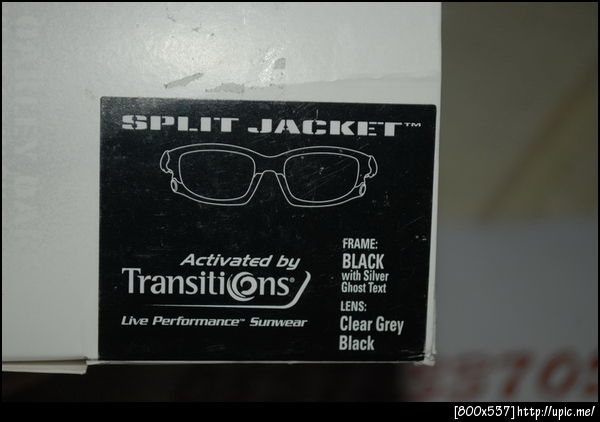 SPLIT JACKET™
Activated by
Transitions®
Live Performance™ Sunwear
FRAME:
BLACK
with Silver
Ghost Text
LENS:
Clear Grey
Black
[800x537]http://upic.me/